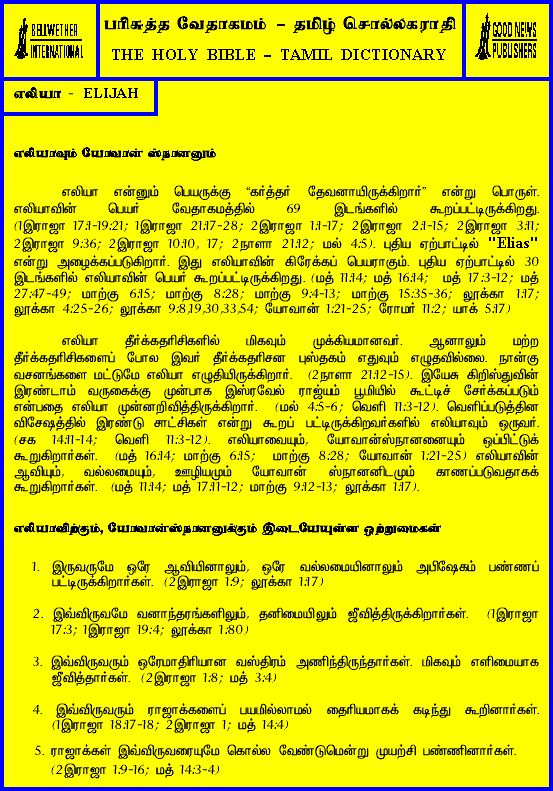 BELLWETHER
INTERNATIONAL
பரிசுத்த வேதாகமம் – தமிழ் சொல்லகராதி
THE HOLY BIBLE – TAMIL DICTIONARY
GOOD NEWS
PUBLISHERS
எலியா - ELIJAH
எலியாவும் யோவான் ஸ்நானனும்
எலியா என்னும் பெயருக்கு “கர்த்தர் தேவனாயிருக்கிறார்” என்று பொருள்.
எலியாவின் பெயர் வேதாகமத்தில் 69 இடங்களில் கூறப்பட்டிருக்கிறது.
(1இராஜா 17:1-19:21; 1இராஜா 21:17-28; 2இராஜா 1:1-17; 2இராஜா 2:1-15; 2இராஜா 3:11;
2இராஜா 9:36; 2இராஜா 10:10, 17; 2நாளா 21:12; மல் 4:5). புதிய ஏற்பாட்டில் "Elias"
என்று அழைக்கப்படுகிறார். இது எலியாவின் கிரேக்கப் பெயராகும். புதிய ஏற்பாட்டில் 30
இடங்களில் எலியாவின் பெயர் கூறப்பட்டிருக்கிறது. (மத் 11:14; மத் 16:14; மத் 17:3-12; மத்
27:47-49; மாற்கு 6:15; மாற்கு 8:28; மாற்கு 9:4-13; மாற்கு 15:35-36; லூக்கா 1:17;
லூக்கா 4:25-26; லூக்கா 9:8,19,30,33,54; யோவான் 1:21-25; ரோமர் 11:2; யாக் 5:17)
எலியா தீர்க்கதரிசிகளில் மிகவும் முக்கியமானவர். ஆனாலும் மற்ற
தீர்க்கதரிசிகளைப் போல இவர் தீர்க்கதரிசன புஸ்தகம் எதுவும் எழுதவில்லை. நான்கு
வசனங்களை மட்டுமே எலியா எழுதியிருக்கிறார். (2நாளா 21:12-15). இயேசு கிறிஸ்துவின்
இரண்டாம் வருகைக்கு முன்பாக இஸ்ரவேல் ராஜ்யம் பூமியில் கூட்டிச் சேர்க்கப்படும்
என்பதை எலியா முன்னறிவித்திருக்கிறார். (மல் 4:5-6; வெளி 11:3-12). வெளிப்படுத்தின
விசேஷத்தில் இரண்டு சாட்சிகள் என்று கூறப் பட்டிருக்கிறவர்களில் எலியாவும் ஒருவர்.
(சக 14:11-14; வெளி 11:3-12). எலியாவையும், யோவான்ஸ்நானனையும் ஒப்பிட்டுக்
கூறுகிறார்கள். (மத் 16:14; மாற்கு 6:15; மாற்கு 8:28; யோவான் 1:21-25) எலியாவின்
ஆவியும், வல்லமையும், ஊழியமும் யோவான் ஸ்நானனிடமும் காணப்படுவதாகக்
கூறுகிறார்கள். (மத் 11:14; மத் 17:11-12; மாற்கு 9:12-13; லூக்கா 1:17).
எலியாவிற்கும், யோவான்ஸ்நானனுக்கும் இடையேயுள்ள ஒற்றுமைகள்
1. இருவருமே ஒரே ஆவியினாலும், ஒரே வல்லமையினாலும் அபிஷேகம் பண்ணப்
பட்டிருக்கிறார்கள். (2இராஜா 1:9; லூக்கா 1:17)
2. இவ்விருவமே வனாந்தரங்களிலும், தனிமையிலும் ஜீவித்திருக்கிறார்கள். (1இராஜா
17:3; 1இராஜா 19:4; லூக்கா 1:80)
3. இவ்விருவரும் ஒரேமாதிரியான வஸ்திரம் அணிந்திருந்தார்கள். மிகவும் எளிமையாக
ஜீவித்தார்கள். (2இராஜா 1:8; மத் 3:4)
4. இவ்விருவரும் ராஜாக்களைப் பயமில்லாமல் தைரியமாகக் கடிந்து கூறினார்கள்.
(1இராஜா 18:17-18; 2இராஜா 1; மத் 14:4)
5. ராஜாக்கள் இவ்விருவரையுமே கொல்ல வேண்டுமென்று முயற்சி பண்ணினார்கள்.
(2இராஜா 1:9-16; மத் 14:3-4)